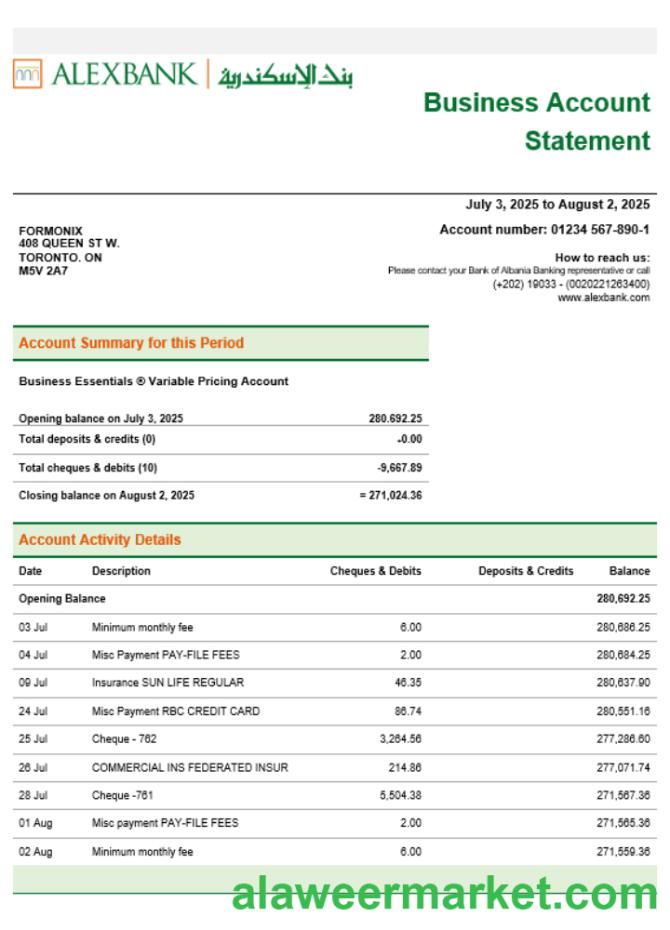 ALEXBANK | بنك الإسكندرية
Business Account
Statement
July 3, 2025 to August 2, 2025
Account number: 01234 567-890-1
FORMONIX
408 QUEEN ST W.
TORONTO. ON
M5V 2A7
How to reach us:
Please contact your Bank of Albania Banking representative or call
(+202) 19033 - (0020221263400)
www.alexbank.com
Account Summary for this Period
Business Essentials ® Variable Pricing Account
Opening balance on July 3, 2025 280.692.25
Total deposits & credits (0) -0.00
Total cheques & debits (10) -9,667.89
Closing balance on August 2, 2025 = 271,024.36
Account Activity Details
Date Description Cheques & Debits Deposits & Credits Balance
Opening Balance 280,692.25
03 Jul Minimum monthly fee 6.00 280,686.25
04 Jul Misc Payment PAY-FILE FEES 2.00 280,684.25
09 Jul Insurance SUN LIFE REGULAR 46.35 280,637.90
24 Jul Misc Payment RBC CREDIT CARD 86.74 280,551.16
25 Jul Cheque - 762 3,264.56 277,286.60
26 Jul COMMERCIAL INS FEDERATED INSUR 214.86 277,071.74
28 Jul Cheque -761 5,504.38 271,567.36
01 Aug Misc payment PAY-FILE FEES 2.00 271,565.36
02 Aug Minimum monthly fee 6.00 271,559.36
alaweermarket.com